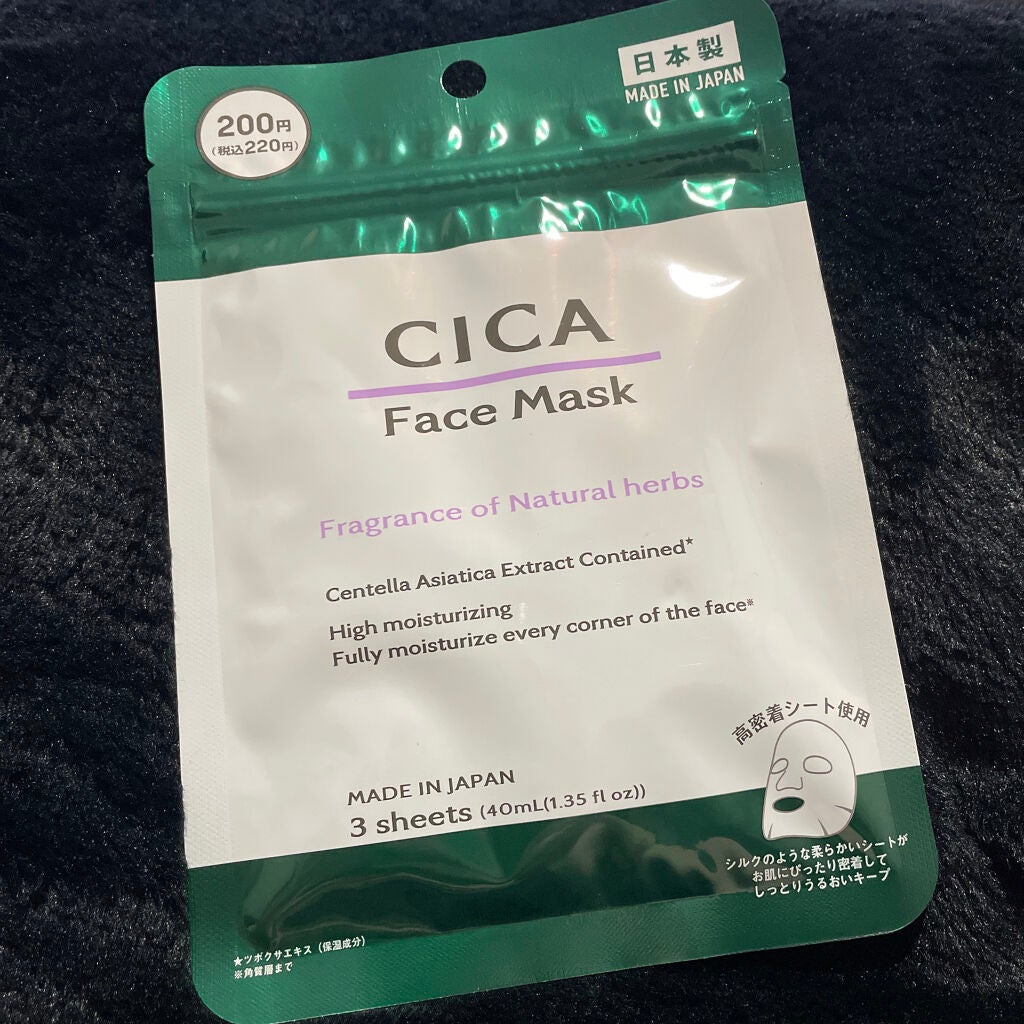 日本製
MADE IN JAPAN
200円
(税込220円)
CICA
Face Mask
Fragrance of Natural herbs
Centella Asiatica Extract Contained★
High moisturizing
Fully moisturize every corner of the face※
高密着シート使用
MADE IN JAPAN
3 sheets (40mL(1.35 fl oz))
シルクのような柔らかいシートが
お肌にぴったり密着して
しっとりうるおいキープ
★ツボクサエキス（保湿成分）
※角質層まで